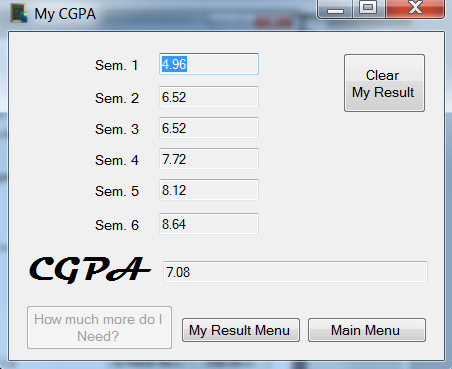 My CGPA
Sem. 1 4.96
Sem. 2 6.52
Sem. 3 6.52
Sem. 4 7.72
Sem. 5 8.12
Sem. 6 8.64
Clear
My Result
CGPA 7.08
How much more do I
Need?
My Result Menu
Main Menu